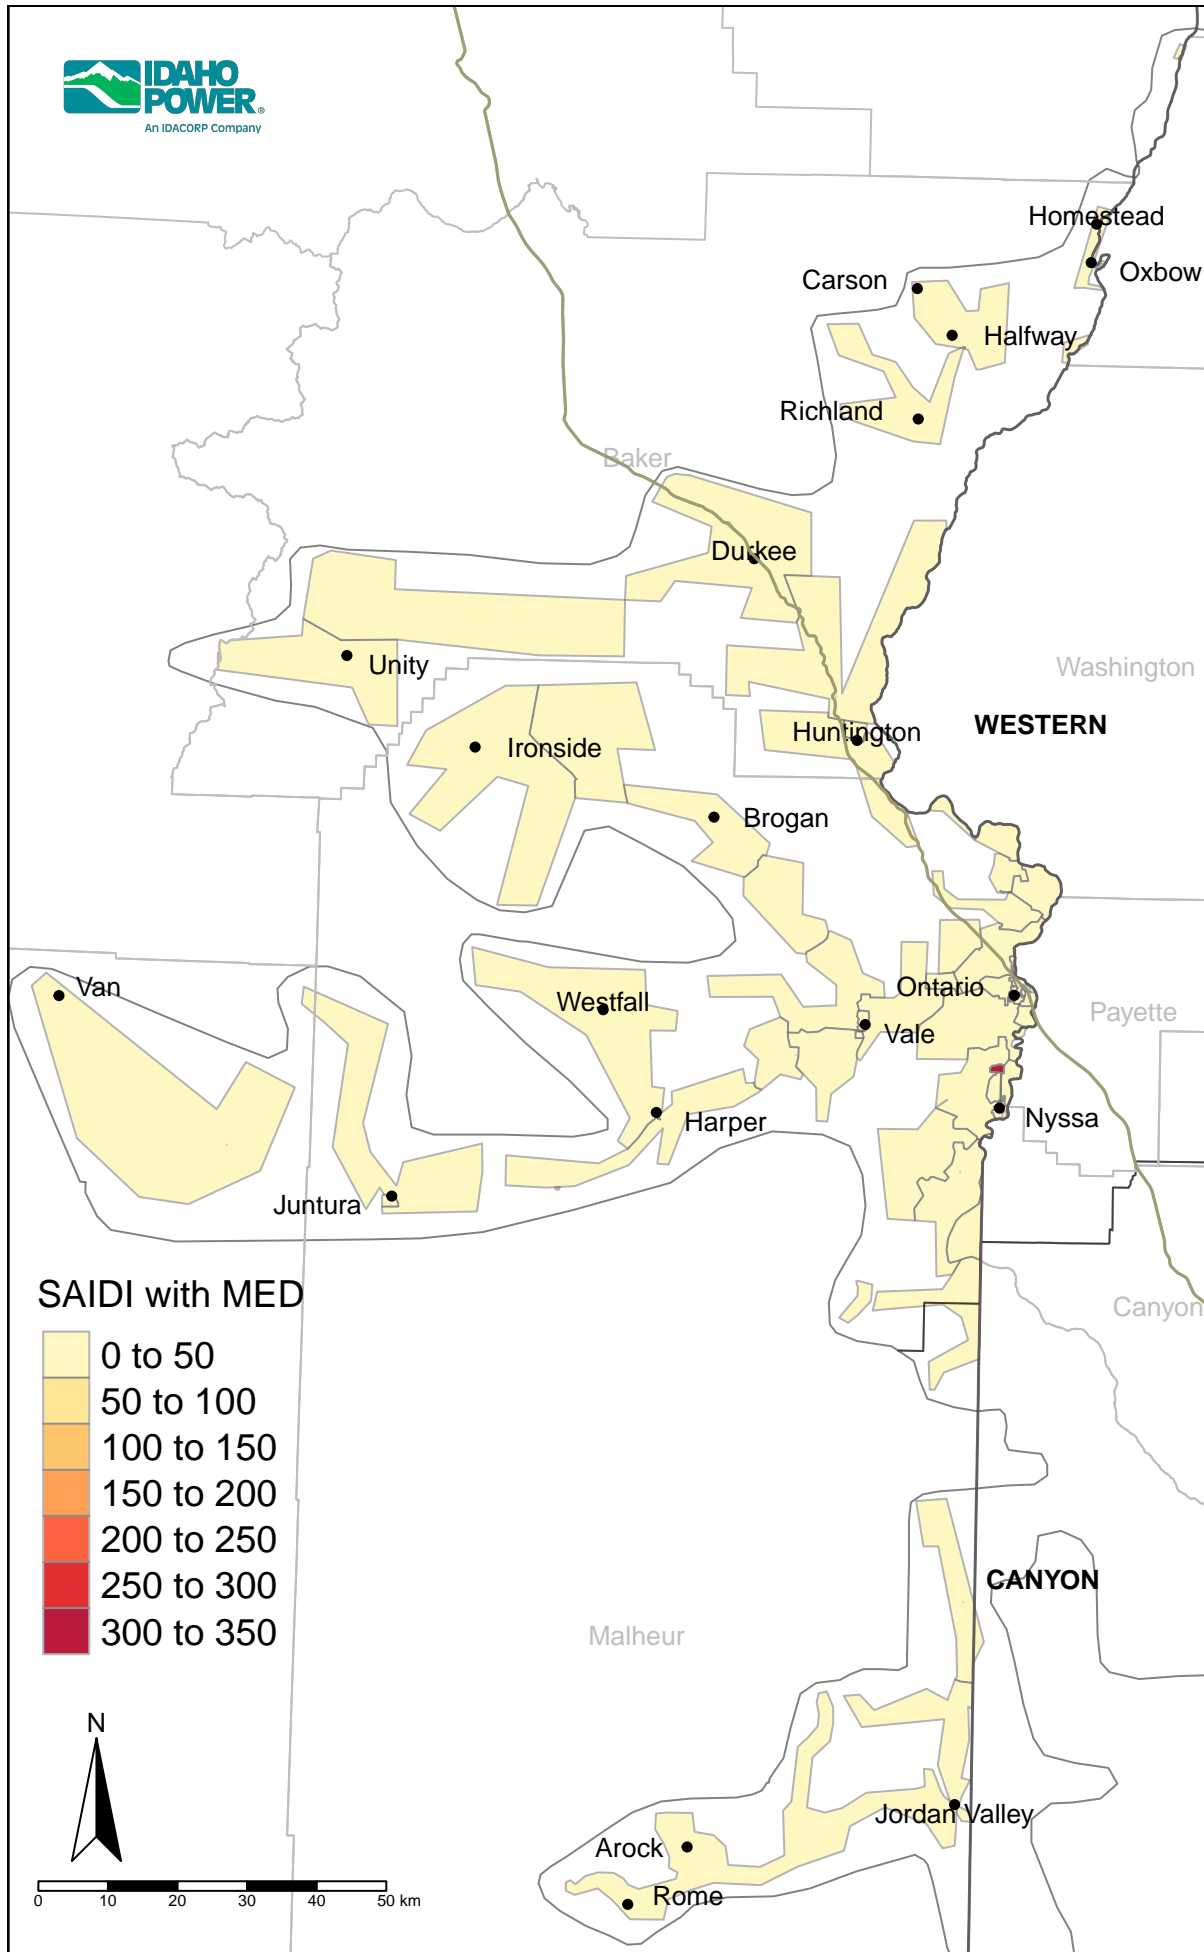 IDAHO
POWER®
An IDACORP Company
Homestead
Oxbow
Carson
Halfway
Richland
Baker
Durkee
Unity
Washington
WESTERN
Huntington
Ironside
Brogan
Van
Westfall
Ontario
Payette
Vale
Harper
Nyssa
Juntura
SAIDI with MED
0 to 50
50 to 100
100 to 150
150 to 200
200 to 250
250 to 300
300 to 350
Canyon
CANYON
Malheur
N
Jordan Valley
Arock
Rome
0 10 20 30 40 50 km